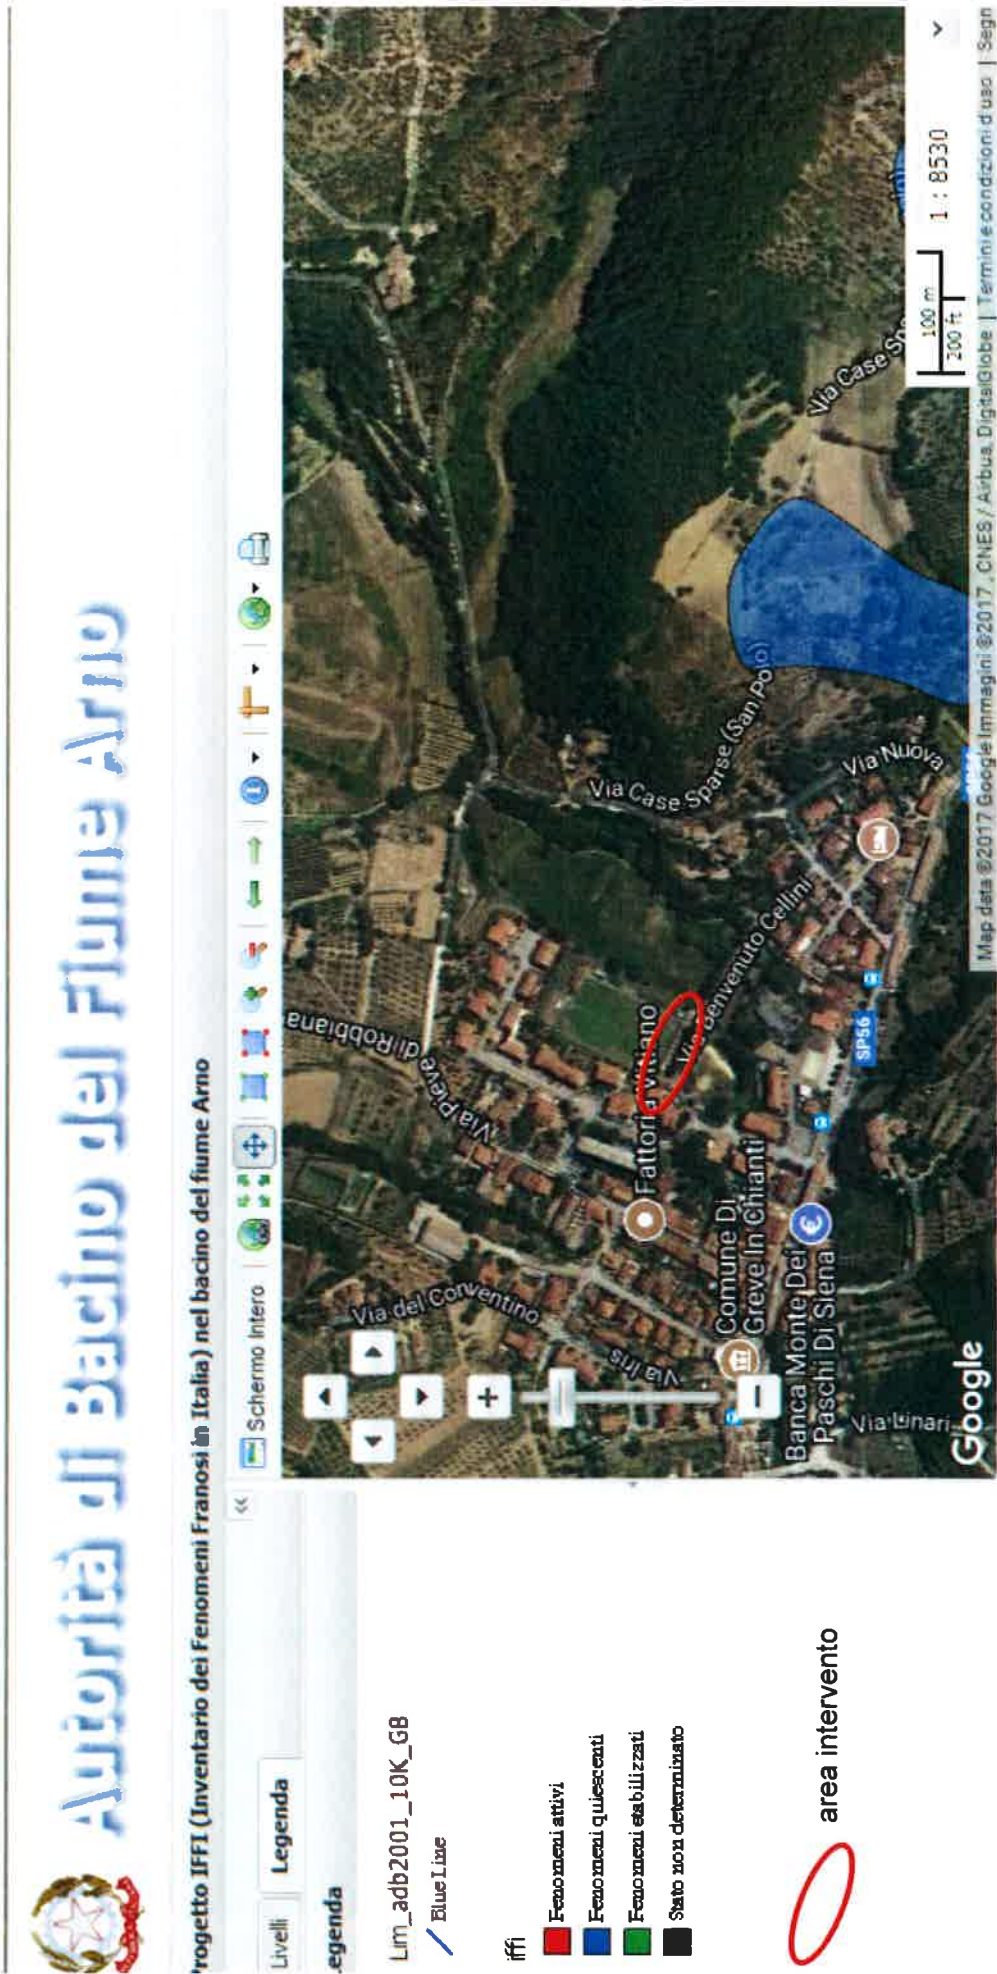 Autorità di Bacino del Fiume Arno
Progetto IFFI (Inventario dei Fenomeni Franosi in Italia) nel bacino del fiume Arno
Livelli
Legenda
Schermo Intero
Legenda
Lim_adb2001_10K_GB
Blue Line
iffi
Fenomeni attivi
Fenomeni quiescenti
Fenomeni stabilizzati
Stato non determinato
area intervento
Via Pieve di Robbiana
Via del Conventino
Via Iris
Fattoria Vitiano
Via Benvenuto Cellini
Via Case Sparse (San Polo)
Via Nuova
Comune Di
Greve In Chianti
Banca Monte Dei
Paschi Di Siena
SP56
Via Linari
Via Case Spa
100 m
200 ft
1 : 8530
Google
Map data ©2017 Google Immagini ©2017 , CNES / Airbus, DigitalGlobe | Termini e condizioni d'uso | Segn